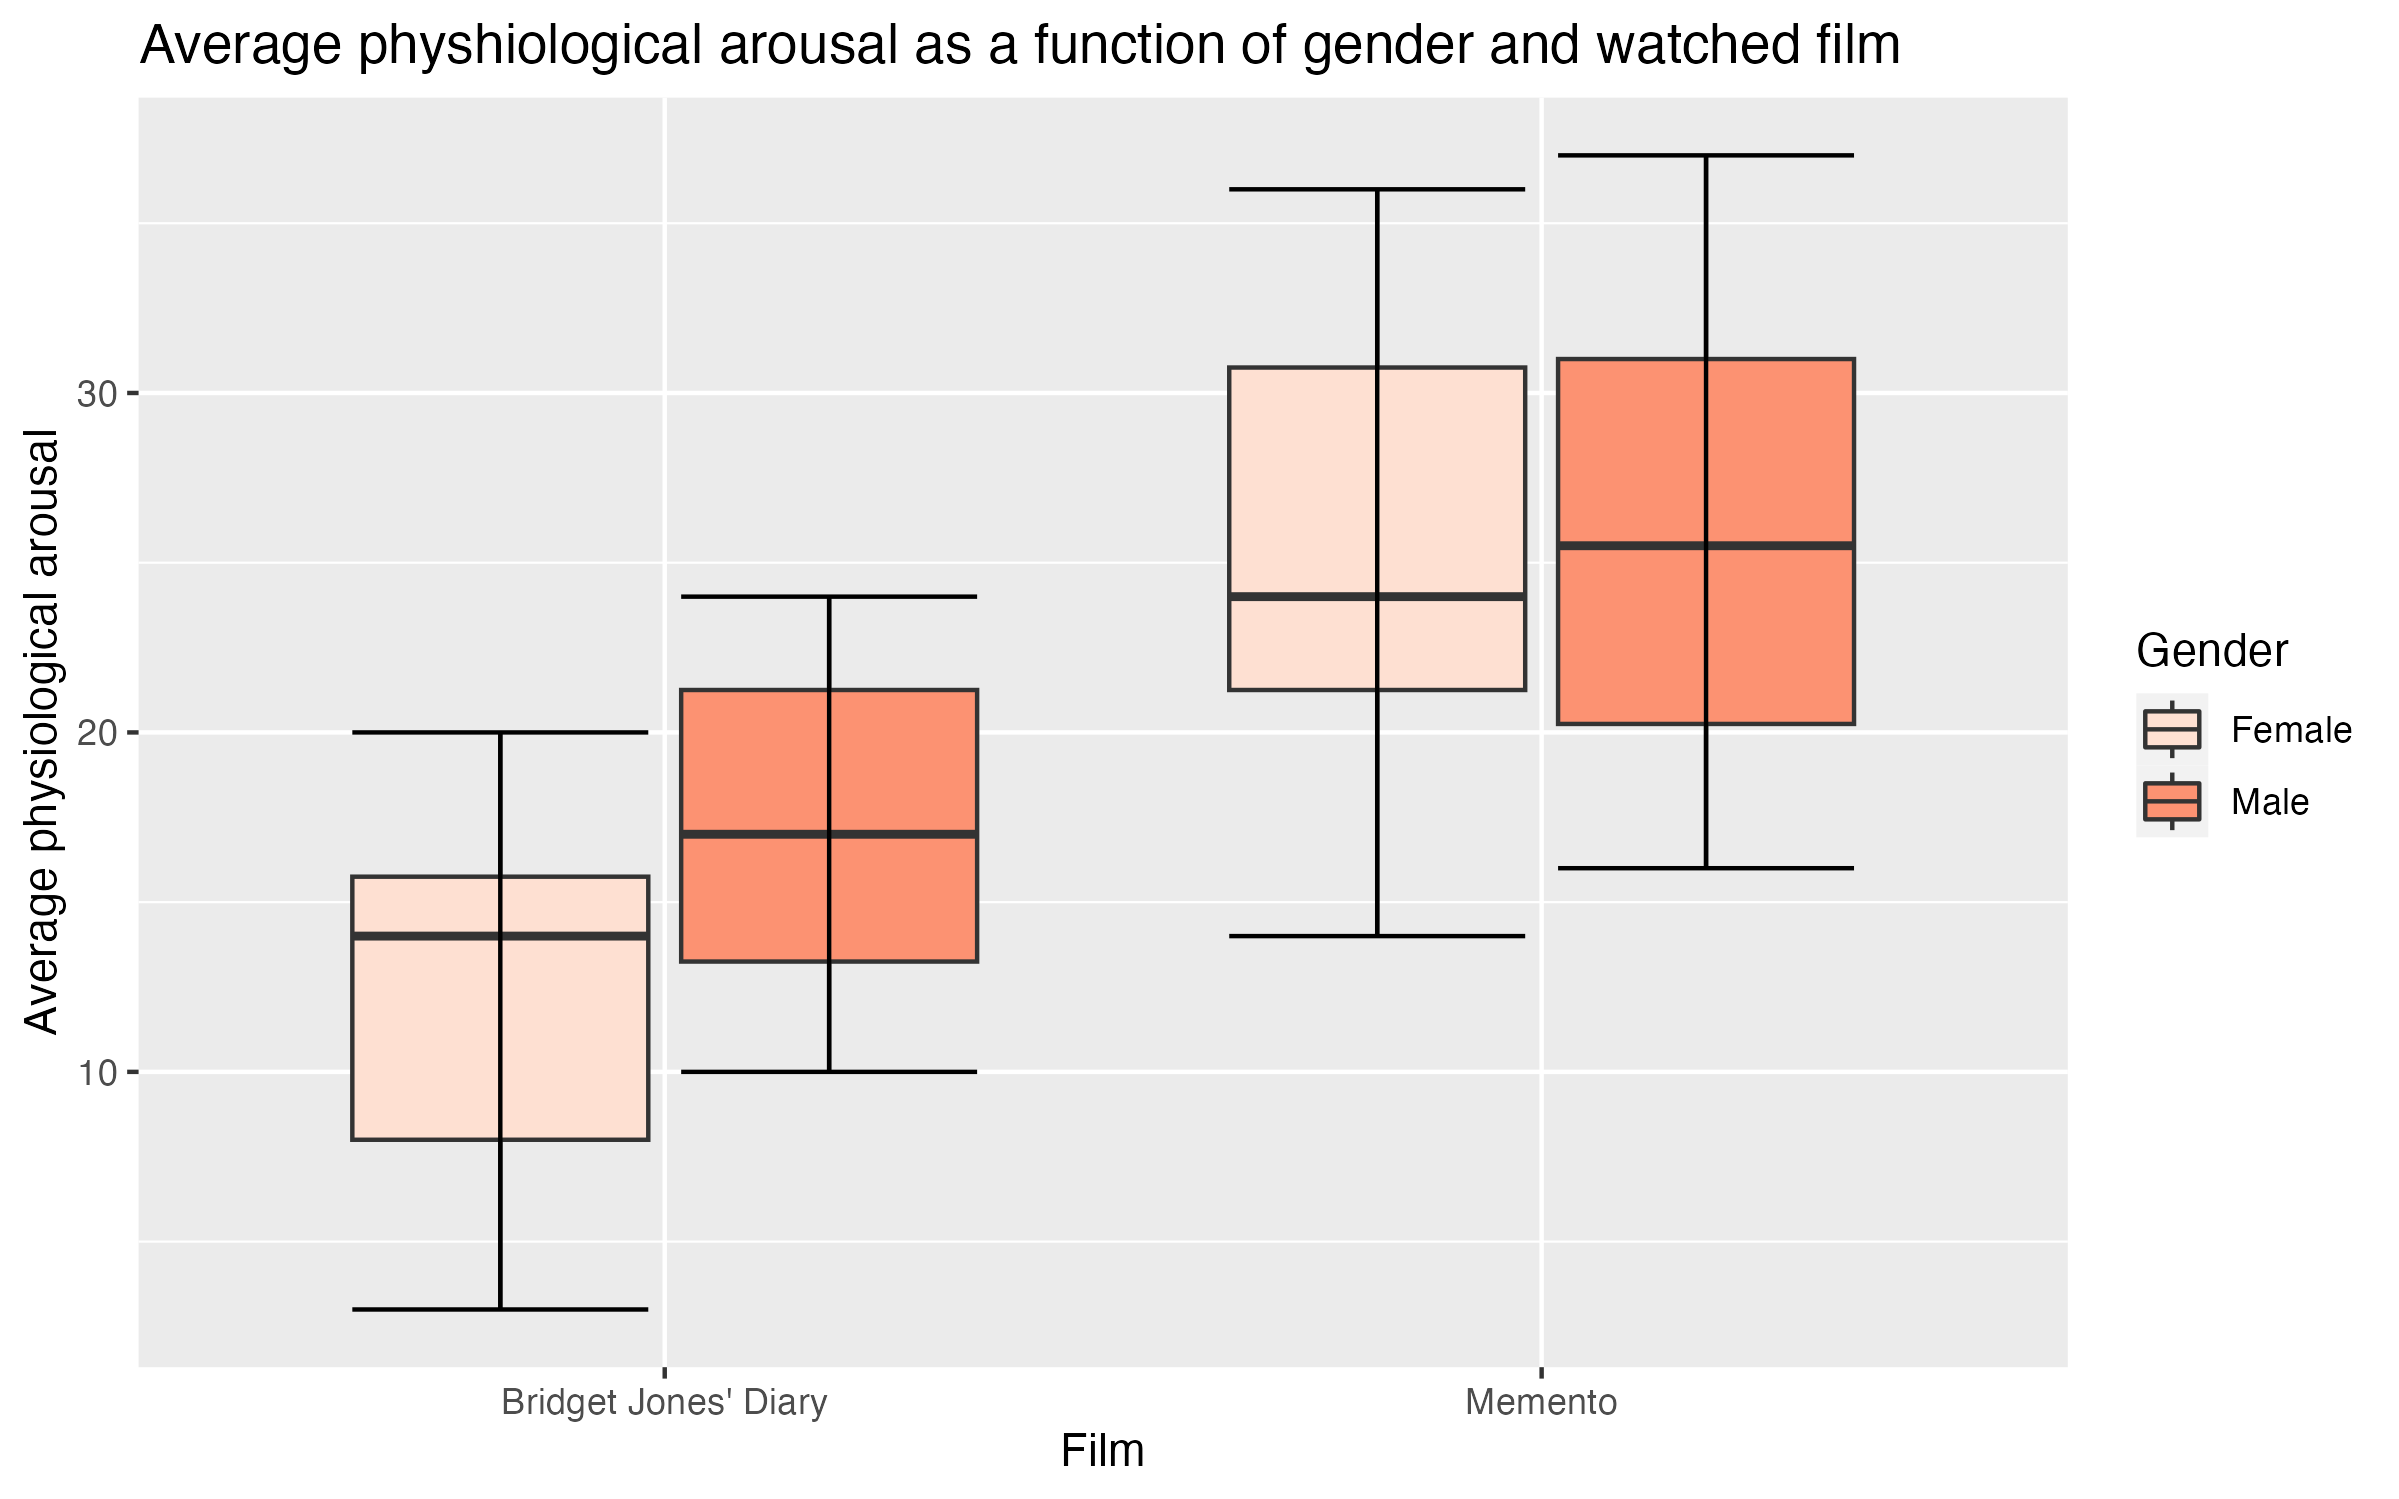 Average physhiological arousal as a function of gender and watched film
Average physiological arousal
30
20
10
Bridget Jones' Diary
Memento
Film
Gender
Female
Male